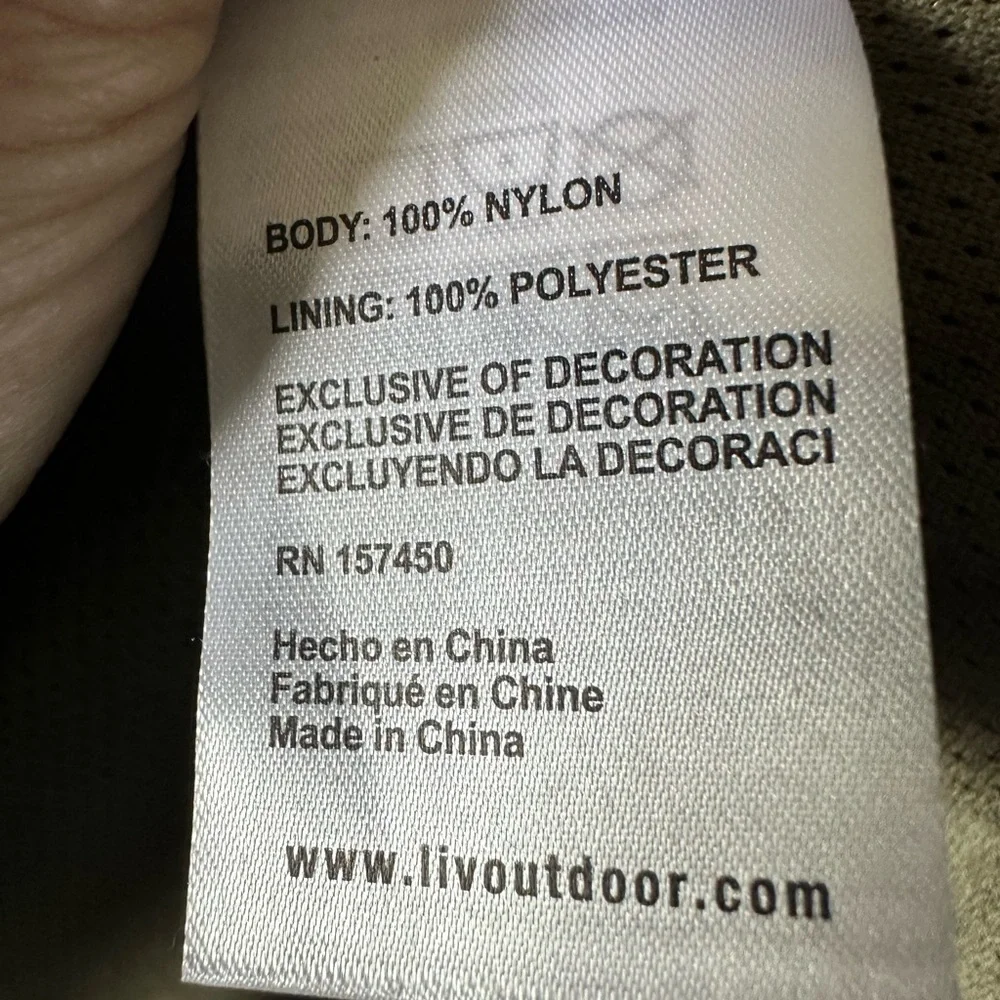 BODY: 100% NYLON
LINING: 100% POLYESTER
EXCLUSIVE OF DECORATION
EXCLUSIVE DE DECORATION
EXCLUYENDO LA DECORACI
RN 157450
Hecho en China
Fabriqué en Chine
Made in China
www.livoutdoor.com